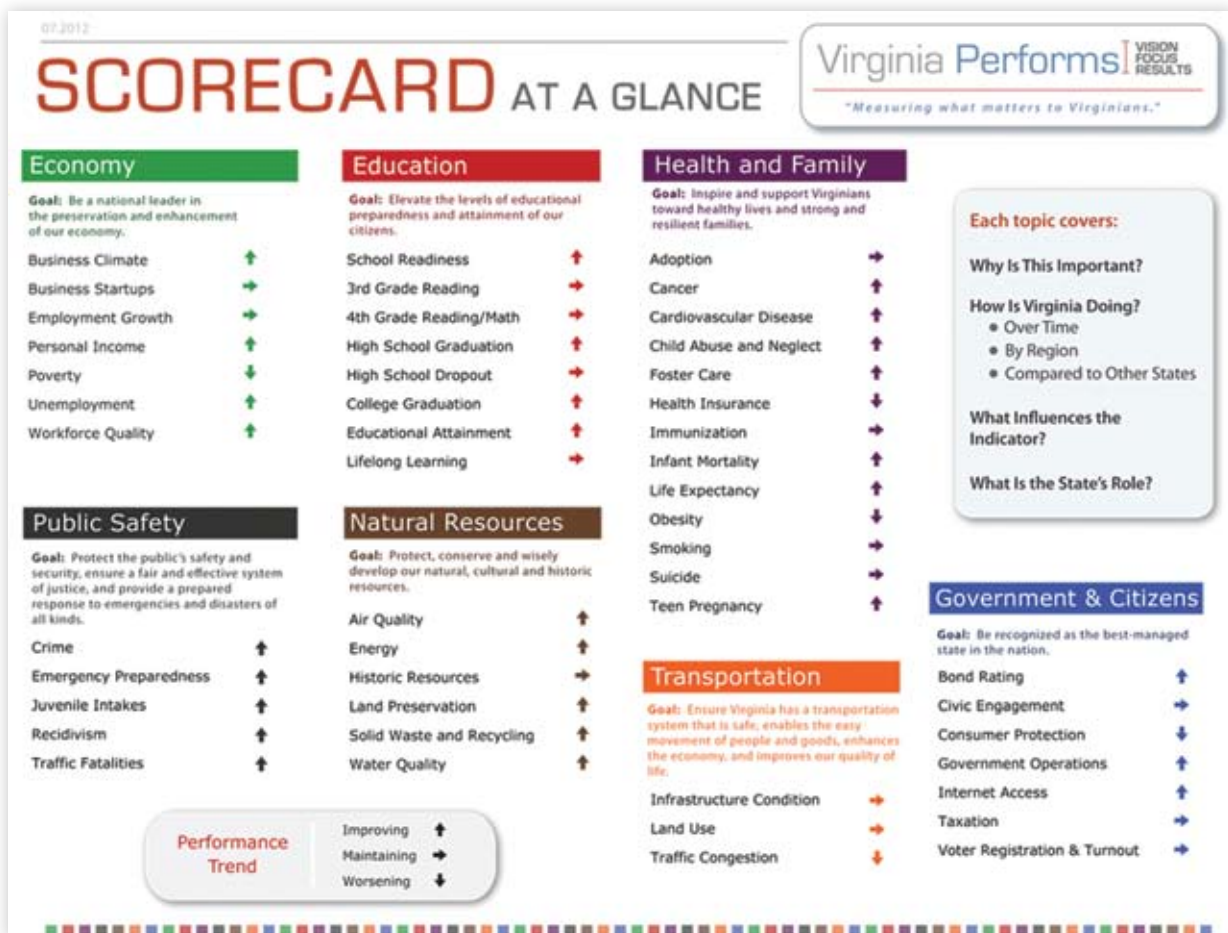 07.2012
SCORECARD AT A GLANCE
Virginia Performs
VISION
FOCUS
RESULTS
"Measuring what matters to Virginians."
Economy
Goal: Be a national leader in
the preservation and enhancement
of our economy.
Business Climate
Business Startups
Employment Growth
Personal Income
Poverty
Unemployment
Workforce Quality
Education
Goal: Elevate the levels of educational
preparedness and attainment of our
citizens.
School Readiness
3rd Grade Reading
4th Grade Reading/Math
High School Graduation
High School Dropout
College Graduation
Educational Attainment
Lifelong Learning
Health and Family
Goal: Inspire and support Virginians
toward healthy lives and strong and
resilient families.
Adoption
Cancer
Cardiovascular Disease
Child Abuse and Neglect
Foster Care
Health Insurance
Immunization
Infant Mortality
Life Expectancy
Obesity
Smoking
Suicide
Teen Pregnancy
Each topic covers:
Why Is This Important?
How Is Virginia Doing?
• Over Time
• By Region
• Compared to Other States
What Influences the
Indicator?
What Is the State's Role?
Public Safety
Goal: Protect the public's safety and
security, ensure a fair and effective system
of justice, and provide a prepared
response to emergencies and disasters of
all kinds.
Crime
Emergency Preparedness
Juvenile Intakes
Recidivism
Traffic Fatalities
Natural Resources
Goal: Protect, conserve and wisely
develop our natural, cultural and historic
resources.
Air Quality
Energy
Historic Resources
Land Preservation
Solid Waste and Recycling
Water Quality
Transportation
Goal: Ensure Virginia has a transportation
system that is safe, enables the easy
movement of people and goods, enhances
the economy, and improves our quality of
life.
Infrastructure Condition
Land Use
Traffic Congestion
Government & Citizens
Goal: Be recognized as the best-managed
state in the nation.
Bond Rating
Civic Engagement
Consumer Protection
Government Operations
Internet Access
Taxation
Voter Registration & Turnout
Performance
Trend
Improving
Maintaining
Worsening